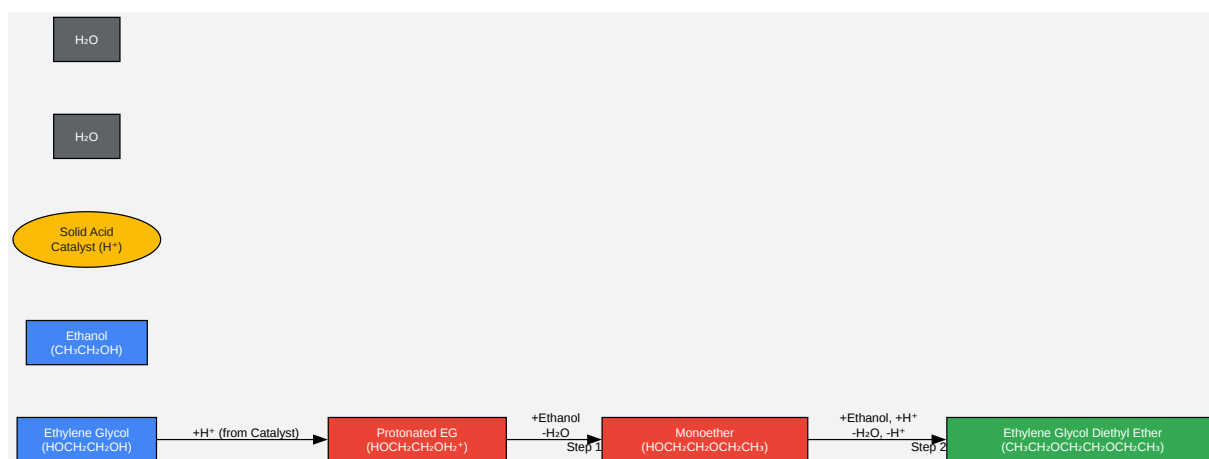 H₂O
H₂O
Solid Acid
Catalyst (H⁺)
Ethanol
(CH₃CH₂OH)
Ethylene Glycol
(HOCH₂CH₂OH)
+H⁺ (from Catalyst)
Protonated EG
(HOCH₂CH₂OH₂⁺)
+Ethanol
-H₂O
Step 1
Monoether
(HOCH₂CH₂OCH₂CH₃)
+Ethanol, +H⁺
-H₂O, -H⁺
Step 2
Ethylene Glycol Diethyl Ether
(CH₃CH₂OCH₂CH₂OCH₂CH₃)